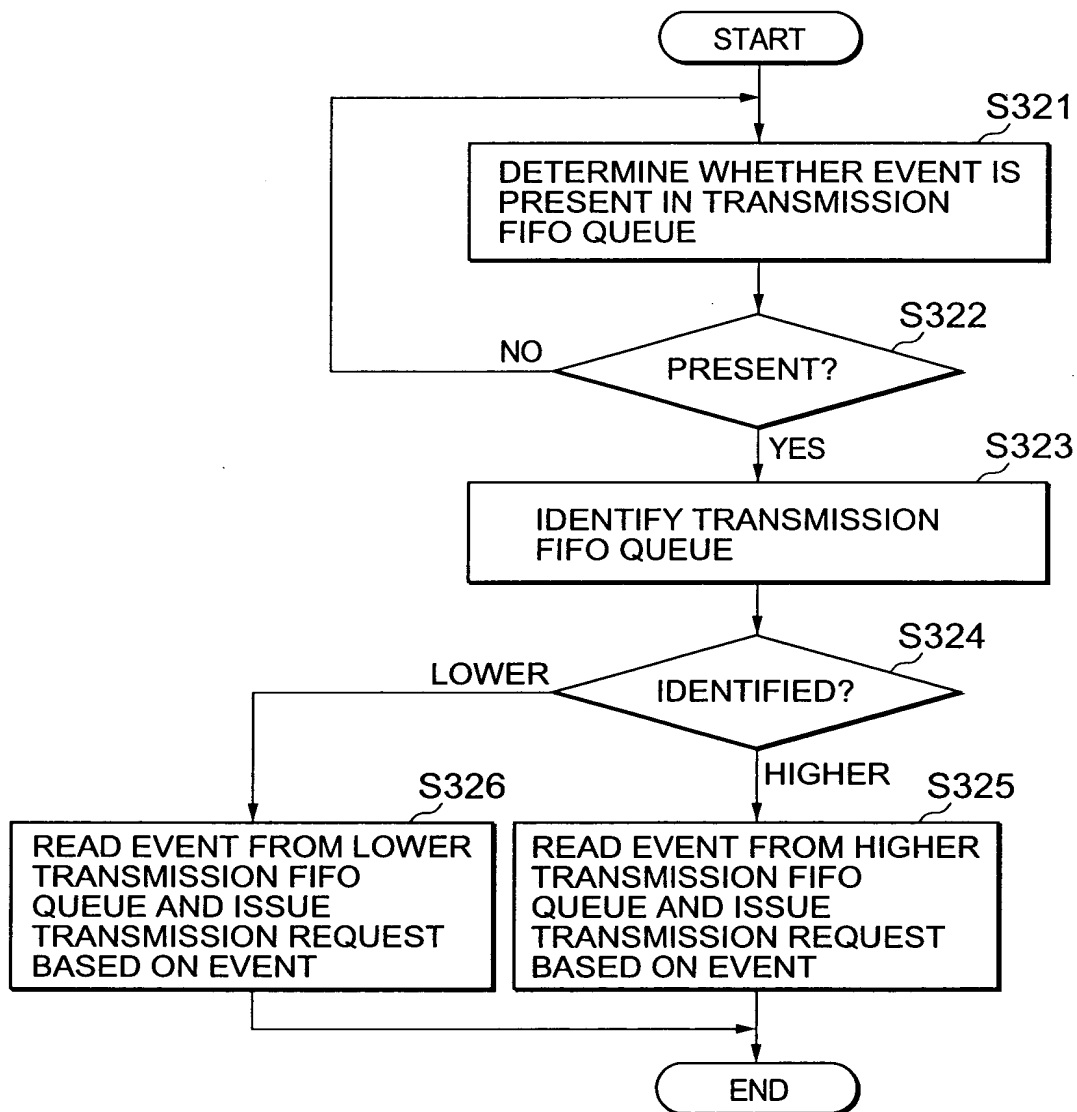 START
S321
DETERMINE WHETHER EVENT IS
PRESENT IN TRANSMISSION
FIFO QUEUE
S322
NO
PRESENT?
YES
S323
IDENTIFY TRANSMISSION
FIFO QUEUE
S324
LOWER
IDENTIFIED?
HIGHER
S326
READ EVENT FROM LOWER
TRANSMISSION FIFO
QUEUE AND ISSUE
TRANSMISSION REQUEST
BASED ON EVENT
S325
READ EVENT FROM HIGHER
TRANSMISSION FIFO
QUEUE AND ISSUE
TRANSMISSION REQUEST
BASED ON EVENT
END